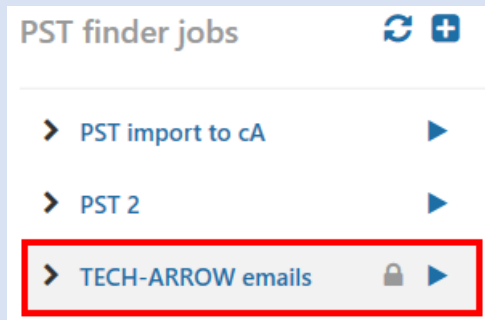 PST finder jobs
PST import to cA
PST 2
TECH-ARROW emails